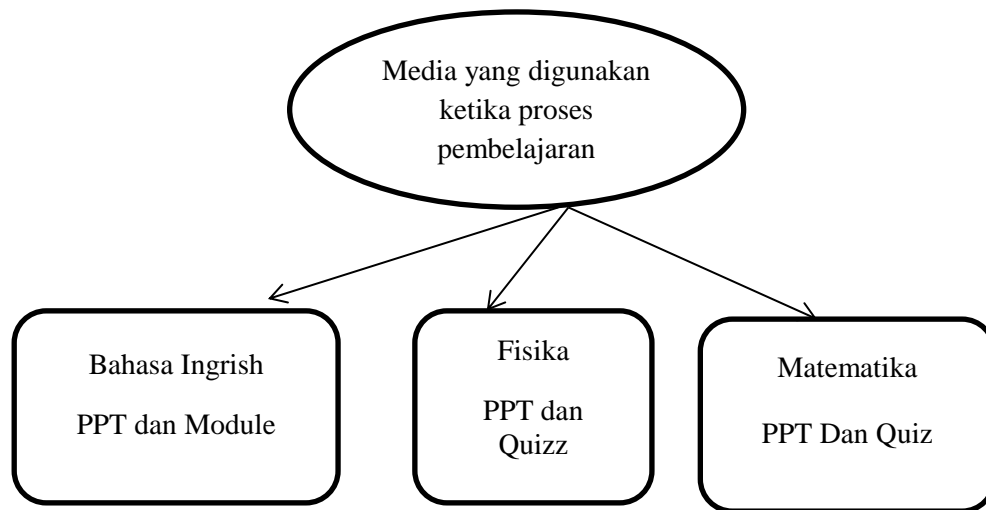 Media yang digunakan
ketika proses
pembelajaran
Bahasa Ingrish
PPT dan Module
Fisika
PPT dan
Quizz
Matematika
PPT Dan Quiz